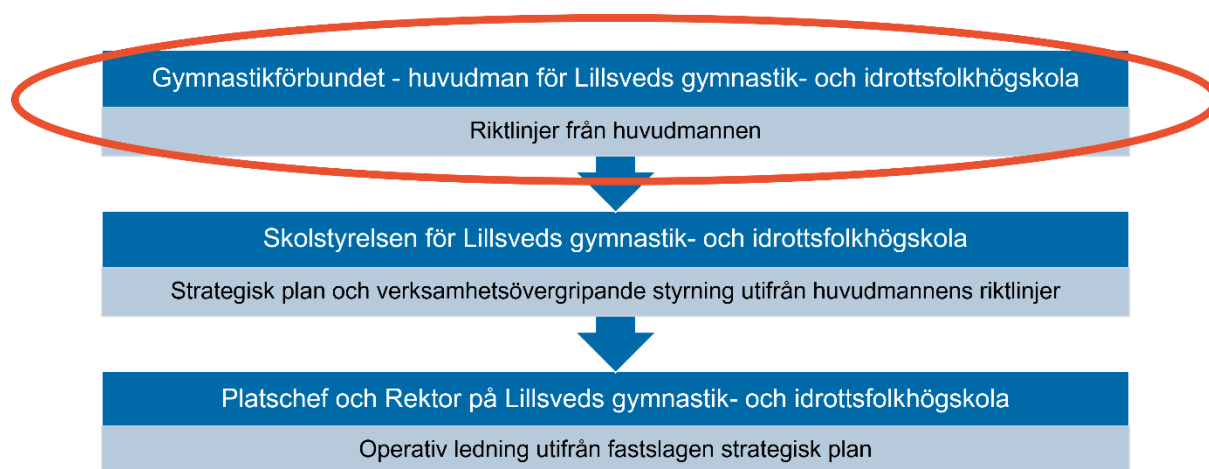 Gymnastikförbundet - huvudman för Lillsveds gymnastik- och idrottsfolkhögskola
Riktlinjer från huvudmannen
Skolstyrelsen för Lillsveds gymnastik- och idrottsfolkhögskola
Strategisk plan och verksamhetsövergripande styrning utifrån huvudmannens riktlinjer
Platschef och Rektor på Lillsveds gymnastik- och idrottsfolkhögskola
Operativ ledning utifrån fastslagen strategisk plan